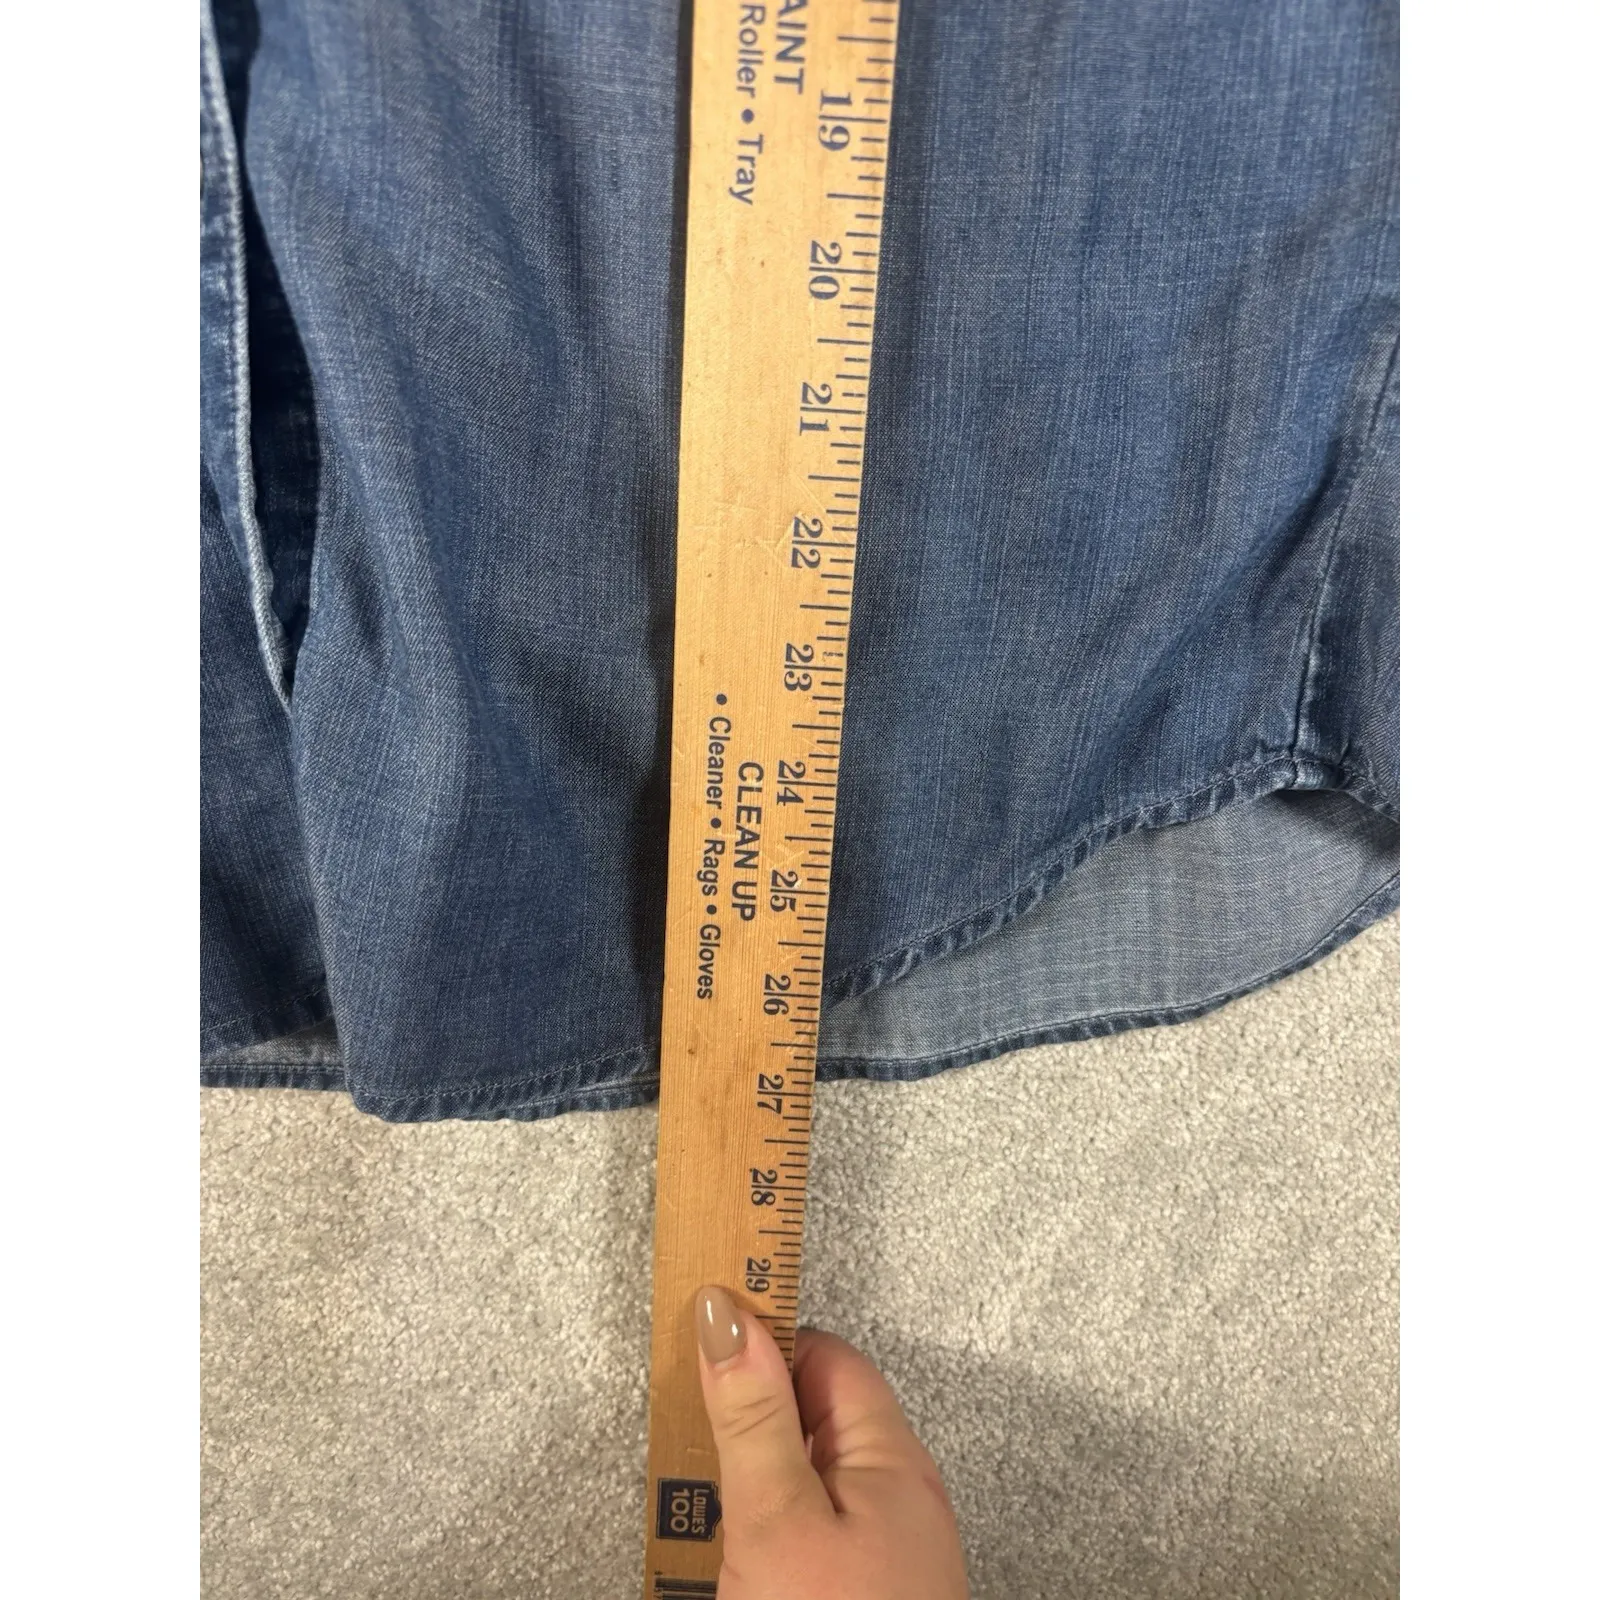 AINT
Roller • Tray
19
20
21
22
23
24
25
26
27
28
29
CLEAN UP
• Cleaner • Rags • Gloves
LOWE'S
100